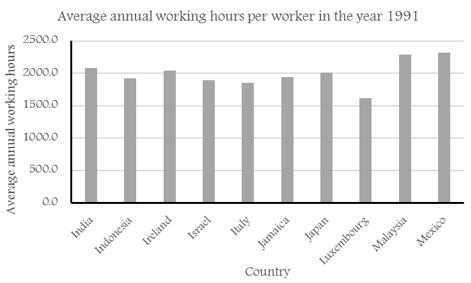 Average annual working hours per worker in the year 1991
Average annual working hours
2500.0
2000.0
1500.0
1000.0
500.0
0.0
India
Indonesia
Ireland
Israel
Italy
Jamaica
Japan
Luxembourg
Malaysia
Mexico
Country